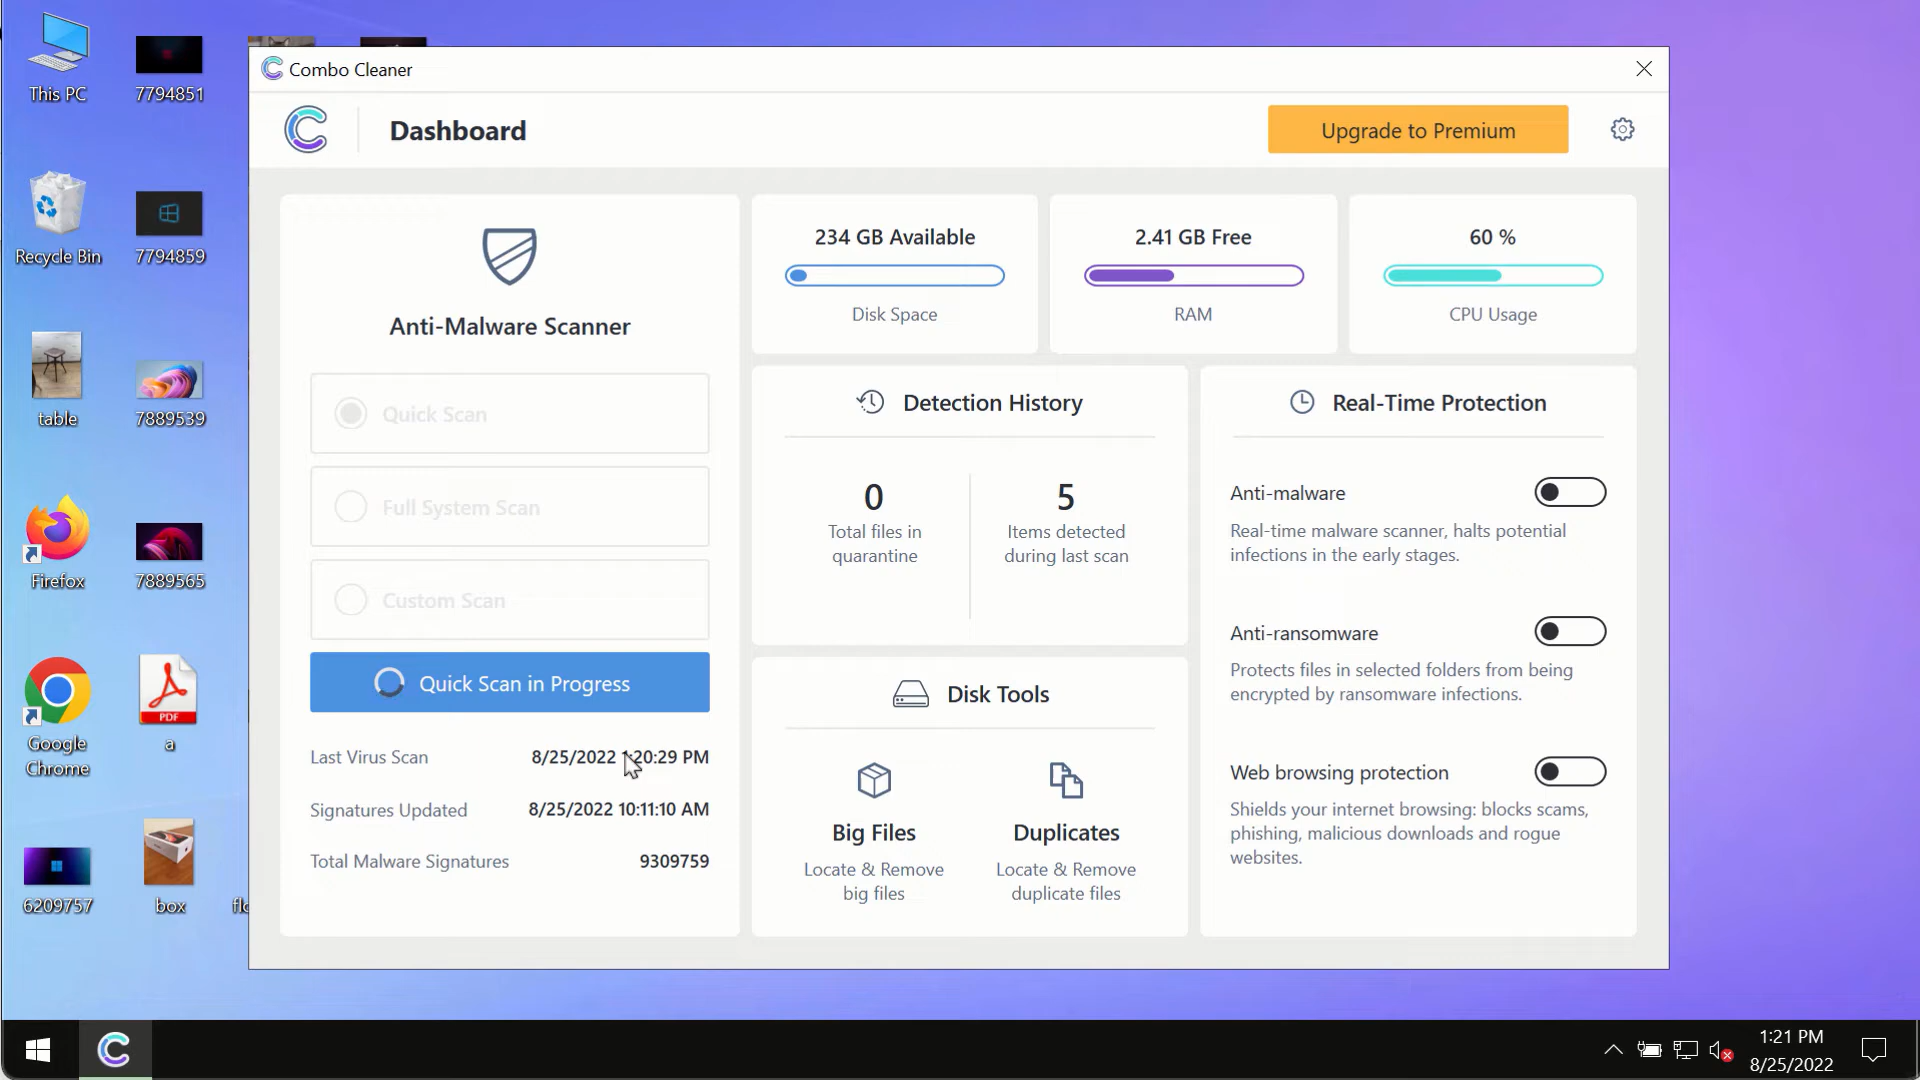 This PC
7794851
Recycle Bin
7794859
table
7889539
Firefox
7889565
Google
Chrome
PDF
a
6209757
box
Combo Cleaner
Dashboard
Upgrade to Premium
Anti-Malware Scanner
Quick Scan
Full System Scan
Custom Scan
Quick Scan in Progress
Last Virus Scan 8/25/2022 1:20:29 PM
Signatures Updated 8/25/2022 10:11:10 AM
Total Malware Signatures 9309759
234 GB Available
Disk Space
2.41 GB Free
RAM
60 %
CPU Usage
Detection History
0
Total files in
quarantine
5
Items detected
during last scan
Disk Tools
Big Files
Locate & Remove
big files
Duplicates
Locate & Remove
duplicate files
Real-Time Protection
Anti-malware
Real-time malware scanner, halts potential
infections in the early stages.
Anti-ransomware
Protects files in selected folders from being
encrypted by ransomware infections.
Web browsing protection
Shields your internet browsing: blocks scams,
phishing, malicious downloads and rogue
websites.
1:21 PM
8/25/2022